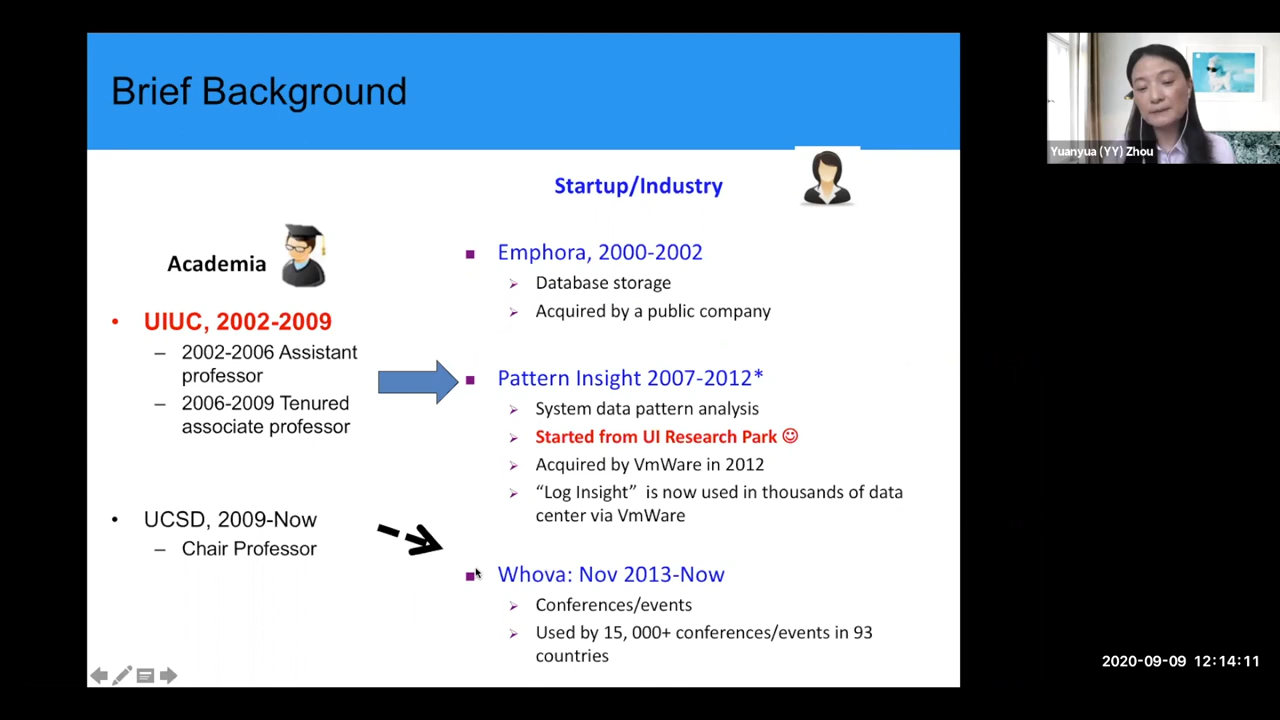 Brief Background
Yuanyua (YY) Zhou
Startup/Industry
Academia
UIUC, 2002-2009
– 2002-2006 Assistant
professor
– 2006-2009 Tenured
associate professor
UCSD, 2009-Now
– Chair Professor
Emphora, 2000-2002
Database storage
Acquired by a public company
Pattern Insight 2007-2012*
System data pattern analysis
Started from UI Research Park ☺
Acquired by VmWare in 2012
“Log Insight” is now used in thousands of data
center via VmWare
Whova: Nov 2013-Now
Conferences/events
Used by 15, 000+ conferences/events in 93
countries
2020-09-09 12:14:11